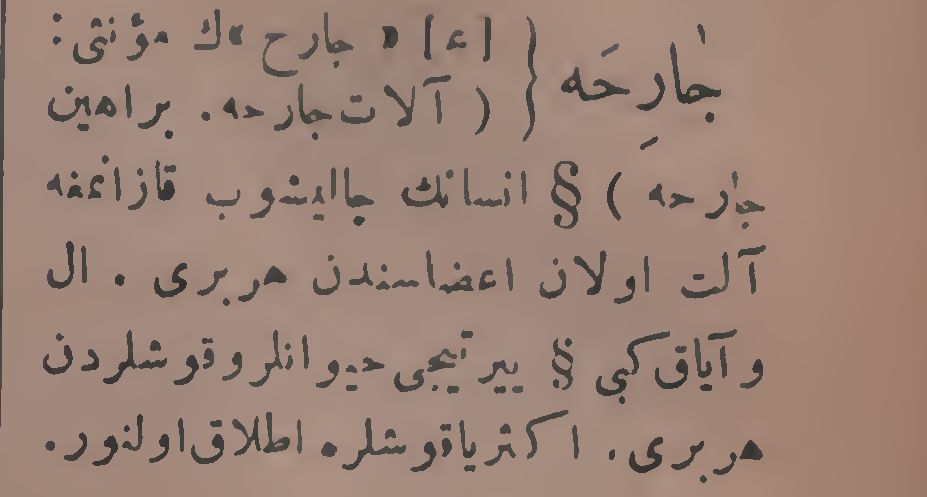 جارِحَه { [ع] « جارح »ك مؤنثى :
( آلات جارحه . براهين
جارحه ) § انسانك چاليشوب قازانمغه
آلت اولان اعضاسندن هربرى . ال
وآياق كبى § ييرتيجى حيوانلر وقوشلردن
هربرى . اكثريا قوشلره اطلاق اولنور .